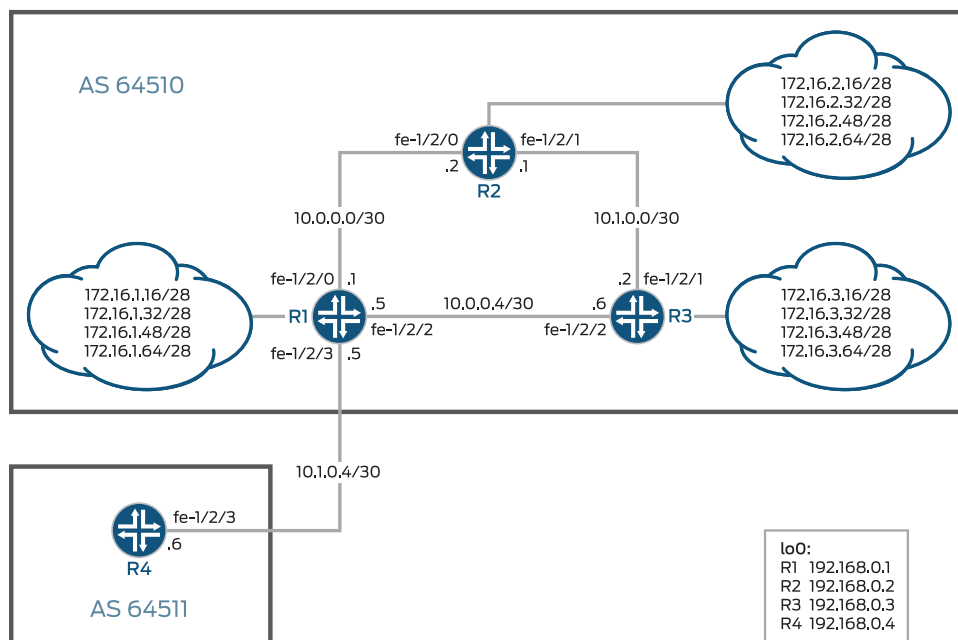 AS 64510
172.16.2.16/28
172.16.2.32/28
172.16.2.48/28
172.16.2.64/28
fe-1/2/0 fe-1/2/1
.2 .1
R2
10.0.0.0/30 10.1.0.0/30
172.16.1.16/28
172.16.1.32/28
172.16.1.48/28
172.16.1.64/28
fe-1/2/0 .1
R1 .5
fe-1/2/2
fe-1/2/3 .5
10.0.0.4/30
.2 fe-1/2/1
.6 R3
fe-1/2/2
172.16.3.16/28
172.16.3.32/28
172.16.3.48/28
172.16.3.64/28
10.1.0.4/30
fe-1/2/3
.6
R4
AS 64511
lo0:
R1 192.168.0.1
R2 192.168.0.2
R3 192.168.0.3
R4 192.168.0.4